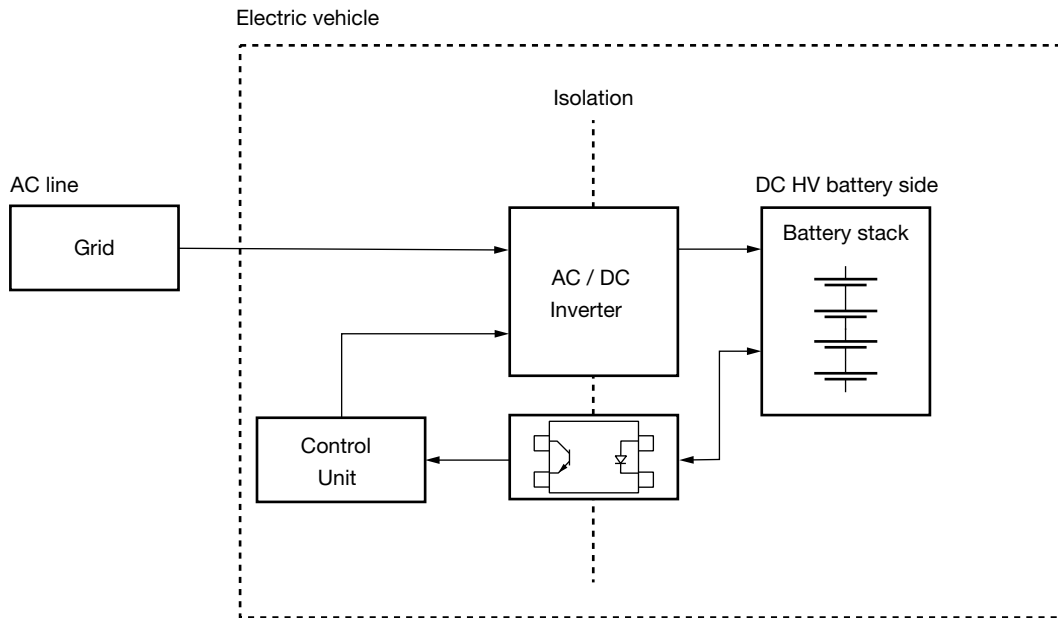 Electric vehicle
Isolation
AC line
DC HV battery side
Grid
Battery stack
AC / DC
Inverter
Control
Unit